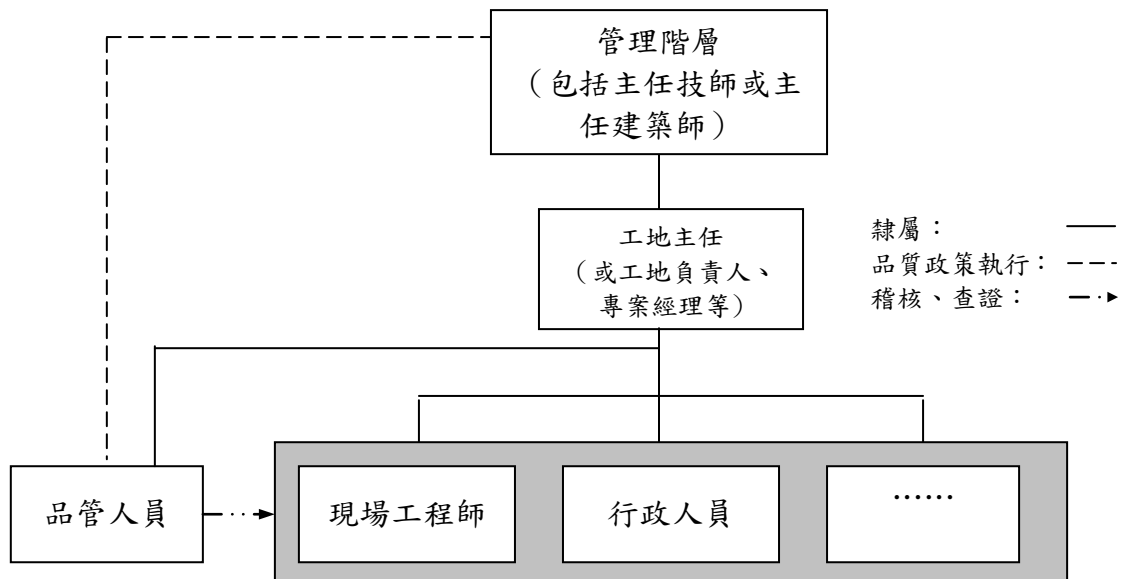 管理階層
（包括主任技師或主
任建築師）
工地主任
（或工地負責人、
專案經理等）
隸屬：
品質政策執行：
稽核、查證：
品管人員
現場工程師
行政人員
……